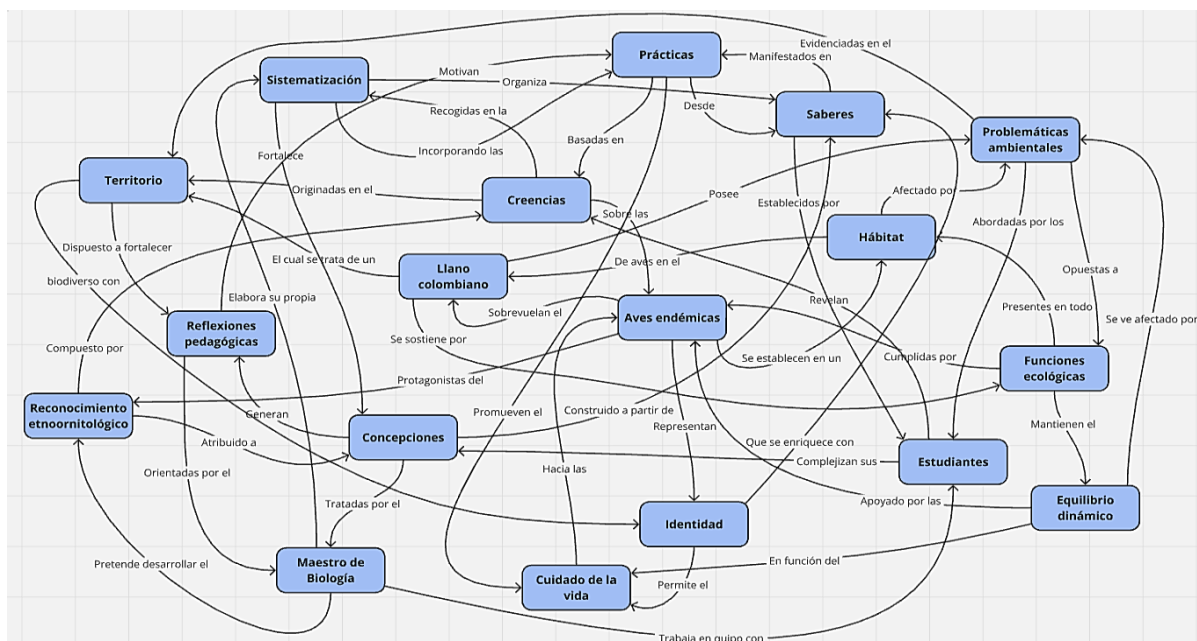 Evidenciadas en el
Prácticas
Manifestados en
Motivan
Sistematización
Organiza
Desde
Saberes
Recogidas en la
Problemáticas
ambientales
Basadas en
Incorporando las
Fortalece
Territorio
Originadas en el
Creencias
Posee
Afectado por
Establecidos por
Sobre las
Abordadas por los
Hábitat
Dispuesto a fortalecer
El cual se trata de un
De aves en el
Llano
colombiano
Opuestas a
biodiverso con
Presentes en todo
Elabora su propia
Revelan
Sobrevuelan el
Aves endémicas
Se ve afectado por
Reflexiones
pedagógicas
Se sostiene por
Compuesto por
Se establecen en un
Cumplidas por
Funciones
ecológicas
Protagonistas del
Reconocimiento
etnoornitológico
Generan
Promueven el
Construido a partir de
Representan
Mantienen el
Concepciones
Atribuido a
Que se enriquece con
Complejizan sus
Estudiantes
Orientadas por el
Hacia las
Tratadas por el
Apoyado por las
Equilibrio
dinámico
Identidad
Pretende desarrollar el
Maestro de
Biología
En función del
Cuidado de la
vida
Permite el
Trabaja en quipo con